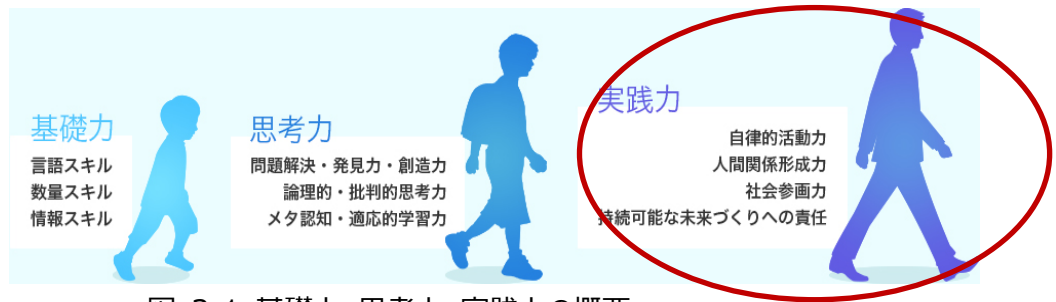 基礎力
言語スキル
数量スキル
情報スキル
思考力
問題解決・発見力・創造力
論理的・批判的思考力
メタ認知・適応的学習力
実践力
自律的活動力
人間関係形成力
社会参画力
持続可能な未来づくりへの責任